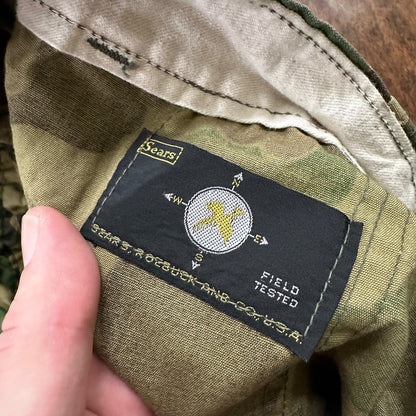 Sears
N
W E
S
SEARS, ROEBUCK AND CO., U.S.A.
FIELD
TESTED